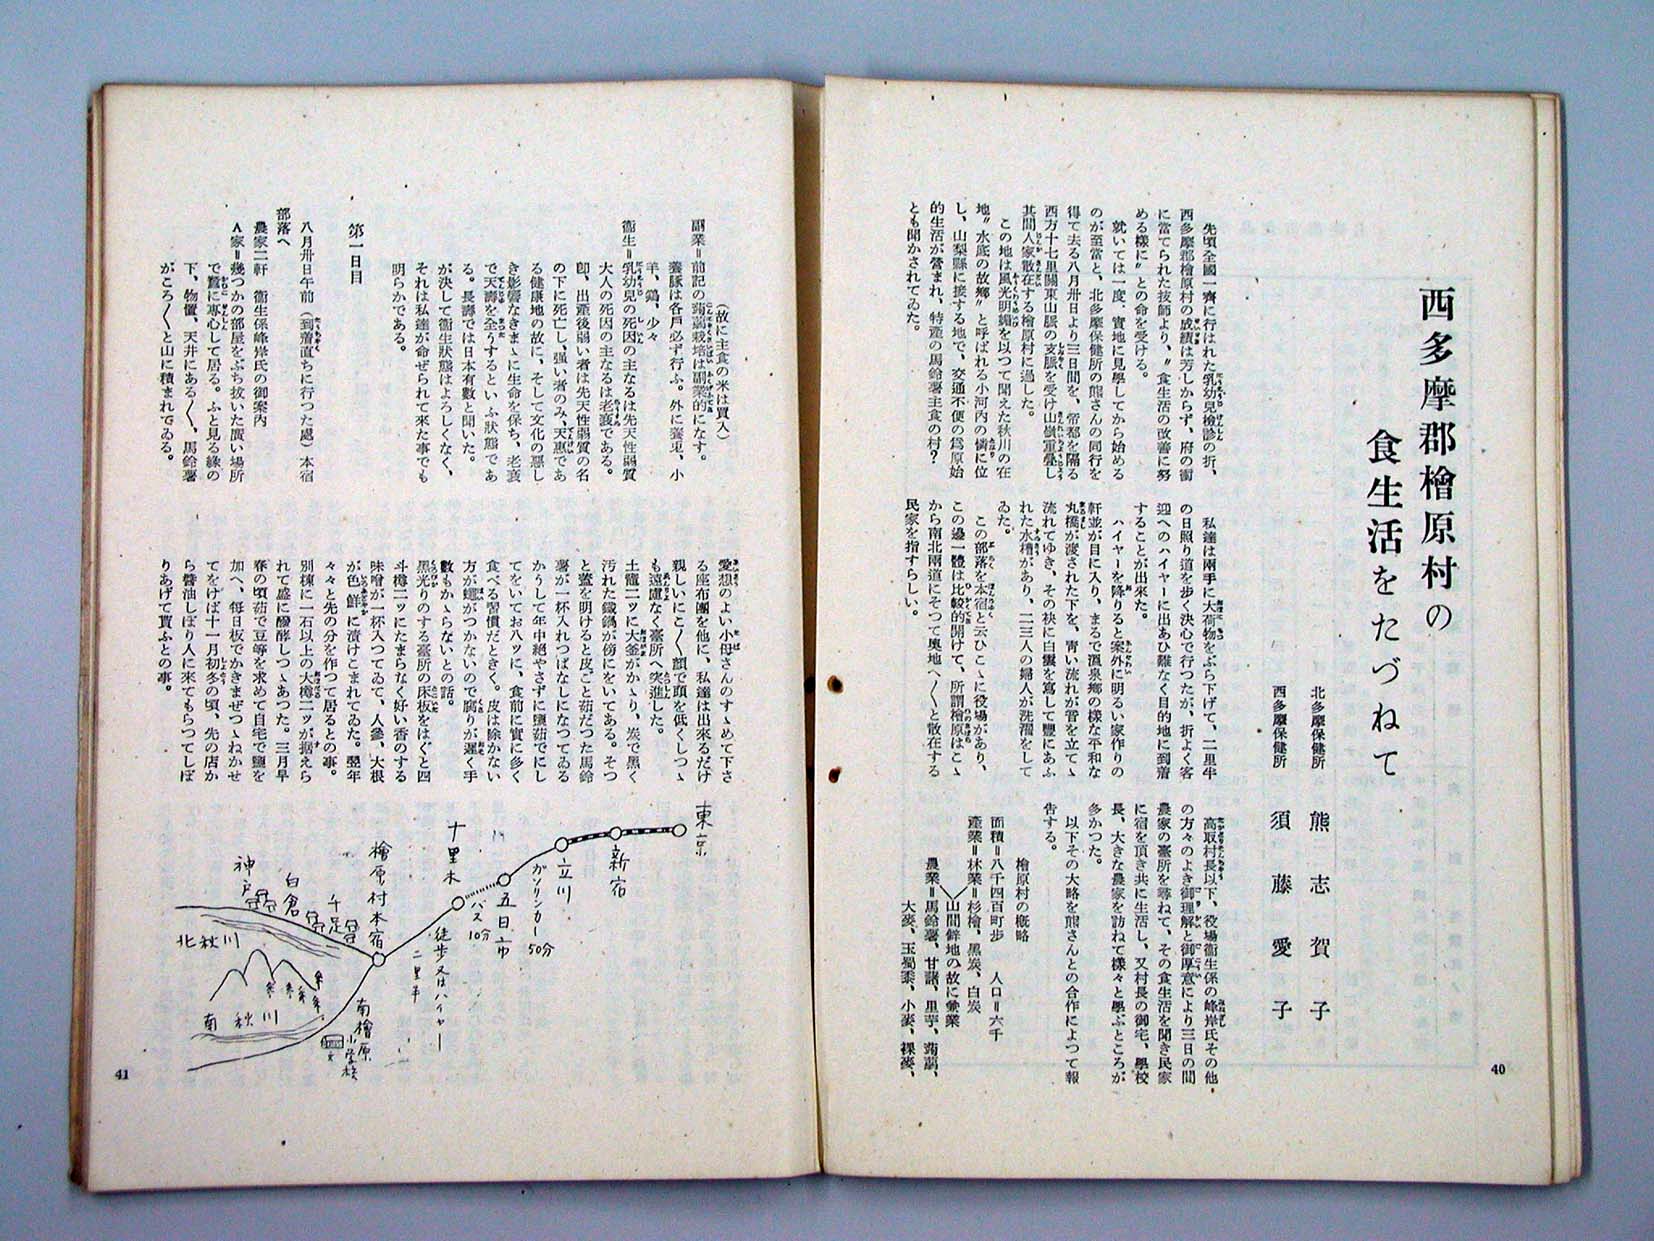 西多摩郡檜原村の
食生活をたづねて
北多摩保健所　熊志賀子
西多摩保健所　須藤愛子
先頃全國一齊に行はれた乳幼兒檢診の折、
西多摩郡檜原村の成績は芳しからず、府の衝
に當てられた技師より、〝食生活の改善に努
める樣に〟との命を受ける。
就いては一度、實地に見學してから始める
のが至當と、北多摩保健所の熊さんの同行を
得て去る八月卅日より三日間を、帝都を隔る
西方十七里關東山脈の支脈を受け山嶽重疊し
其間人家散在する檜原村に過した。
この地は風光明媚を以つて聞えた秋川の在
地〝水底の故鄕〟と呼ばれる小河內の隣に位
し、山梨縣に接する地で、交通不便の爲原始
的生活が營まれ、特產の馬鈴薯主食の村？
とも聞かされてゐた。
私達は兩手に大荷物をぶら下げて、二里半
の日照り道を步く決心で行つたが、折よく客
迎へのハイヤーに出あひ難なく目的地に到着
することが出來た。
ハイヤーを降りると案外に明るい家作りの
軒並が目に入り、まるで溫泉鄕の樣な平和な
丸橋が渡された下を、靑い流れが音を立てゝ
流れてゆき、その袂に白雲を寫して豐にあふ
れた水槽があり、二三人の婦人が洗濯をして
ゐた。
この部落を本宿と云ひこゝに役場があり、
この邊一體は比較的開けて、所謂檜原はこゝ
から南北兩道にそつて奧地へ〱と散在する
民家を指すらしい。
高取村長以下、役場衞生係の峰岸氏その他
の方々のよき御理解と御厚意により三日の間
農家の臺所を尋ねて、その食生活を聞き民家
に宿を頂き共に生活し、又村長の御宅、學校
長、大きな農家を訪ねて樣々と學ぶところが
多かつた。
以下その大略を熊さんとの合作によつて報
告する。
檜原村の槪略
面積＝八千四百町步　人口＝六千
產業＝林業＝杉檜、黑炭、白炭
山間僻地の故に兼業
農業＝馬鈴薯、甘藷、里芋、蒟蒻、
大麥、玉蜀黍、小麥、裸麥、
40
（故に主食の米は買入）
副業＝前記の蒟蒻栽培は副業的になす。
養豚は各戶必ず行ふ。外に養兎、小
羊、鷄、少々
衞生＝乳幼兒の死因の主なるは先天性弱質
大人の死因の主なるは老衰である。
卽、出產後弱い者は先天性弱質の名
の下に死亡し、强い者のみ、天惠であ
る健康地の故に、そして文化の惡し
き影響なきまゝに生命を保ち、老衰
で天壽を全うするといふ狀態であ
る。長壽では日本有數と聞いた。
が決して衞生狀態はよろしくなく、
それは私達が命ぜられて來た事でも
明らかである。
第一日目
八月卅日午前（到着直ちに行つた處）本宿
部落へ
農家二軒　衞生係峰岸氏の御案內
A家＝幾つかの部屋をぶち拔いた廣い場所
で蠶に專心して居る。ふと見る緣の
下、物置、天井にある〱、馬鈴薯
がころ〱と山に積まれてゐる。
愛想のよい小母さんのすゝめて下さ
る座布團を他に、私達は出來るだけ
親しいにこ〱顏で頭を低くしつゝ
も遠慮なく臺所へ突進した。
土竈二ツに大釜がかゝり、炭で黑く
汚れた鐵鍋が傍にをいてある。そつ
と蓋を明けると皮ごと茹だつた馬鈴
薯が一杯入れつぱなしになつてゐる
かうして年中絕やさずに鹽茹でにし
てをいてお八ツに、食前に實に多く
食べる習慣だときく。皮は除かない
方が蠅がつかないので腐りが遲く手
數もかゝらないとの話。
黑光りのする臺所の床板をはぐと四
斗樽二ツにたまらなく好い香のする
味噌が一杯入つてゐて、人參、大根
が色鮮に漬けこまれてゐた。翌年
々々と先の分を作つて居るとの事。
別棟に一石以上の大樽二ツが据えら
れて盛に醱酵しつゝあつた。三月早
春の頃茹で豆等を求めて自宅で鹽を
加へ、每日板でかきまぜつゝねかせ
てをけば十一月初冬の頃、先の店か
ら醬油しぼり人に來てもらつてしぼ
りあげて貰ふとの事。
東京
新宿
立川
ガソリンカー50分
五日市
バス10分
十里木
徒步又はハイヤー
二里半
檜原村本宿
千足
白倉
神戶
北秋川
南秋川
南檜原小学校
文
41